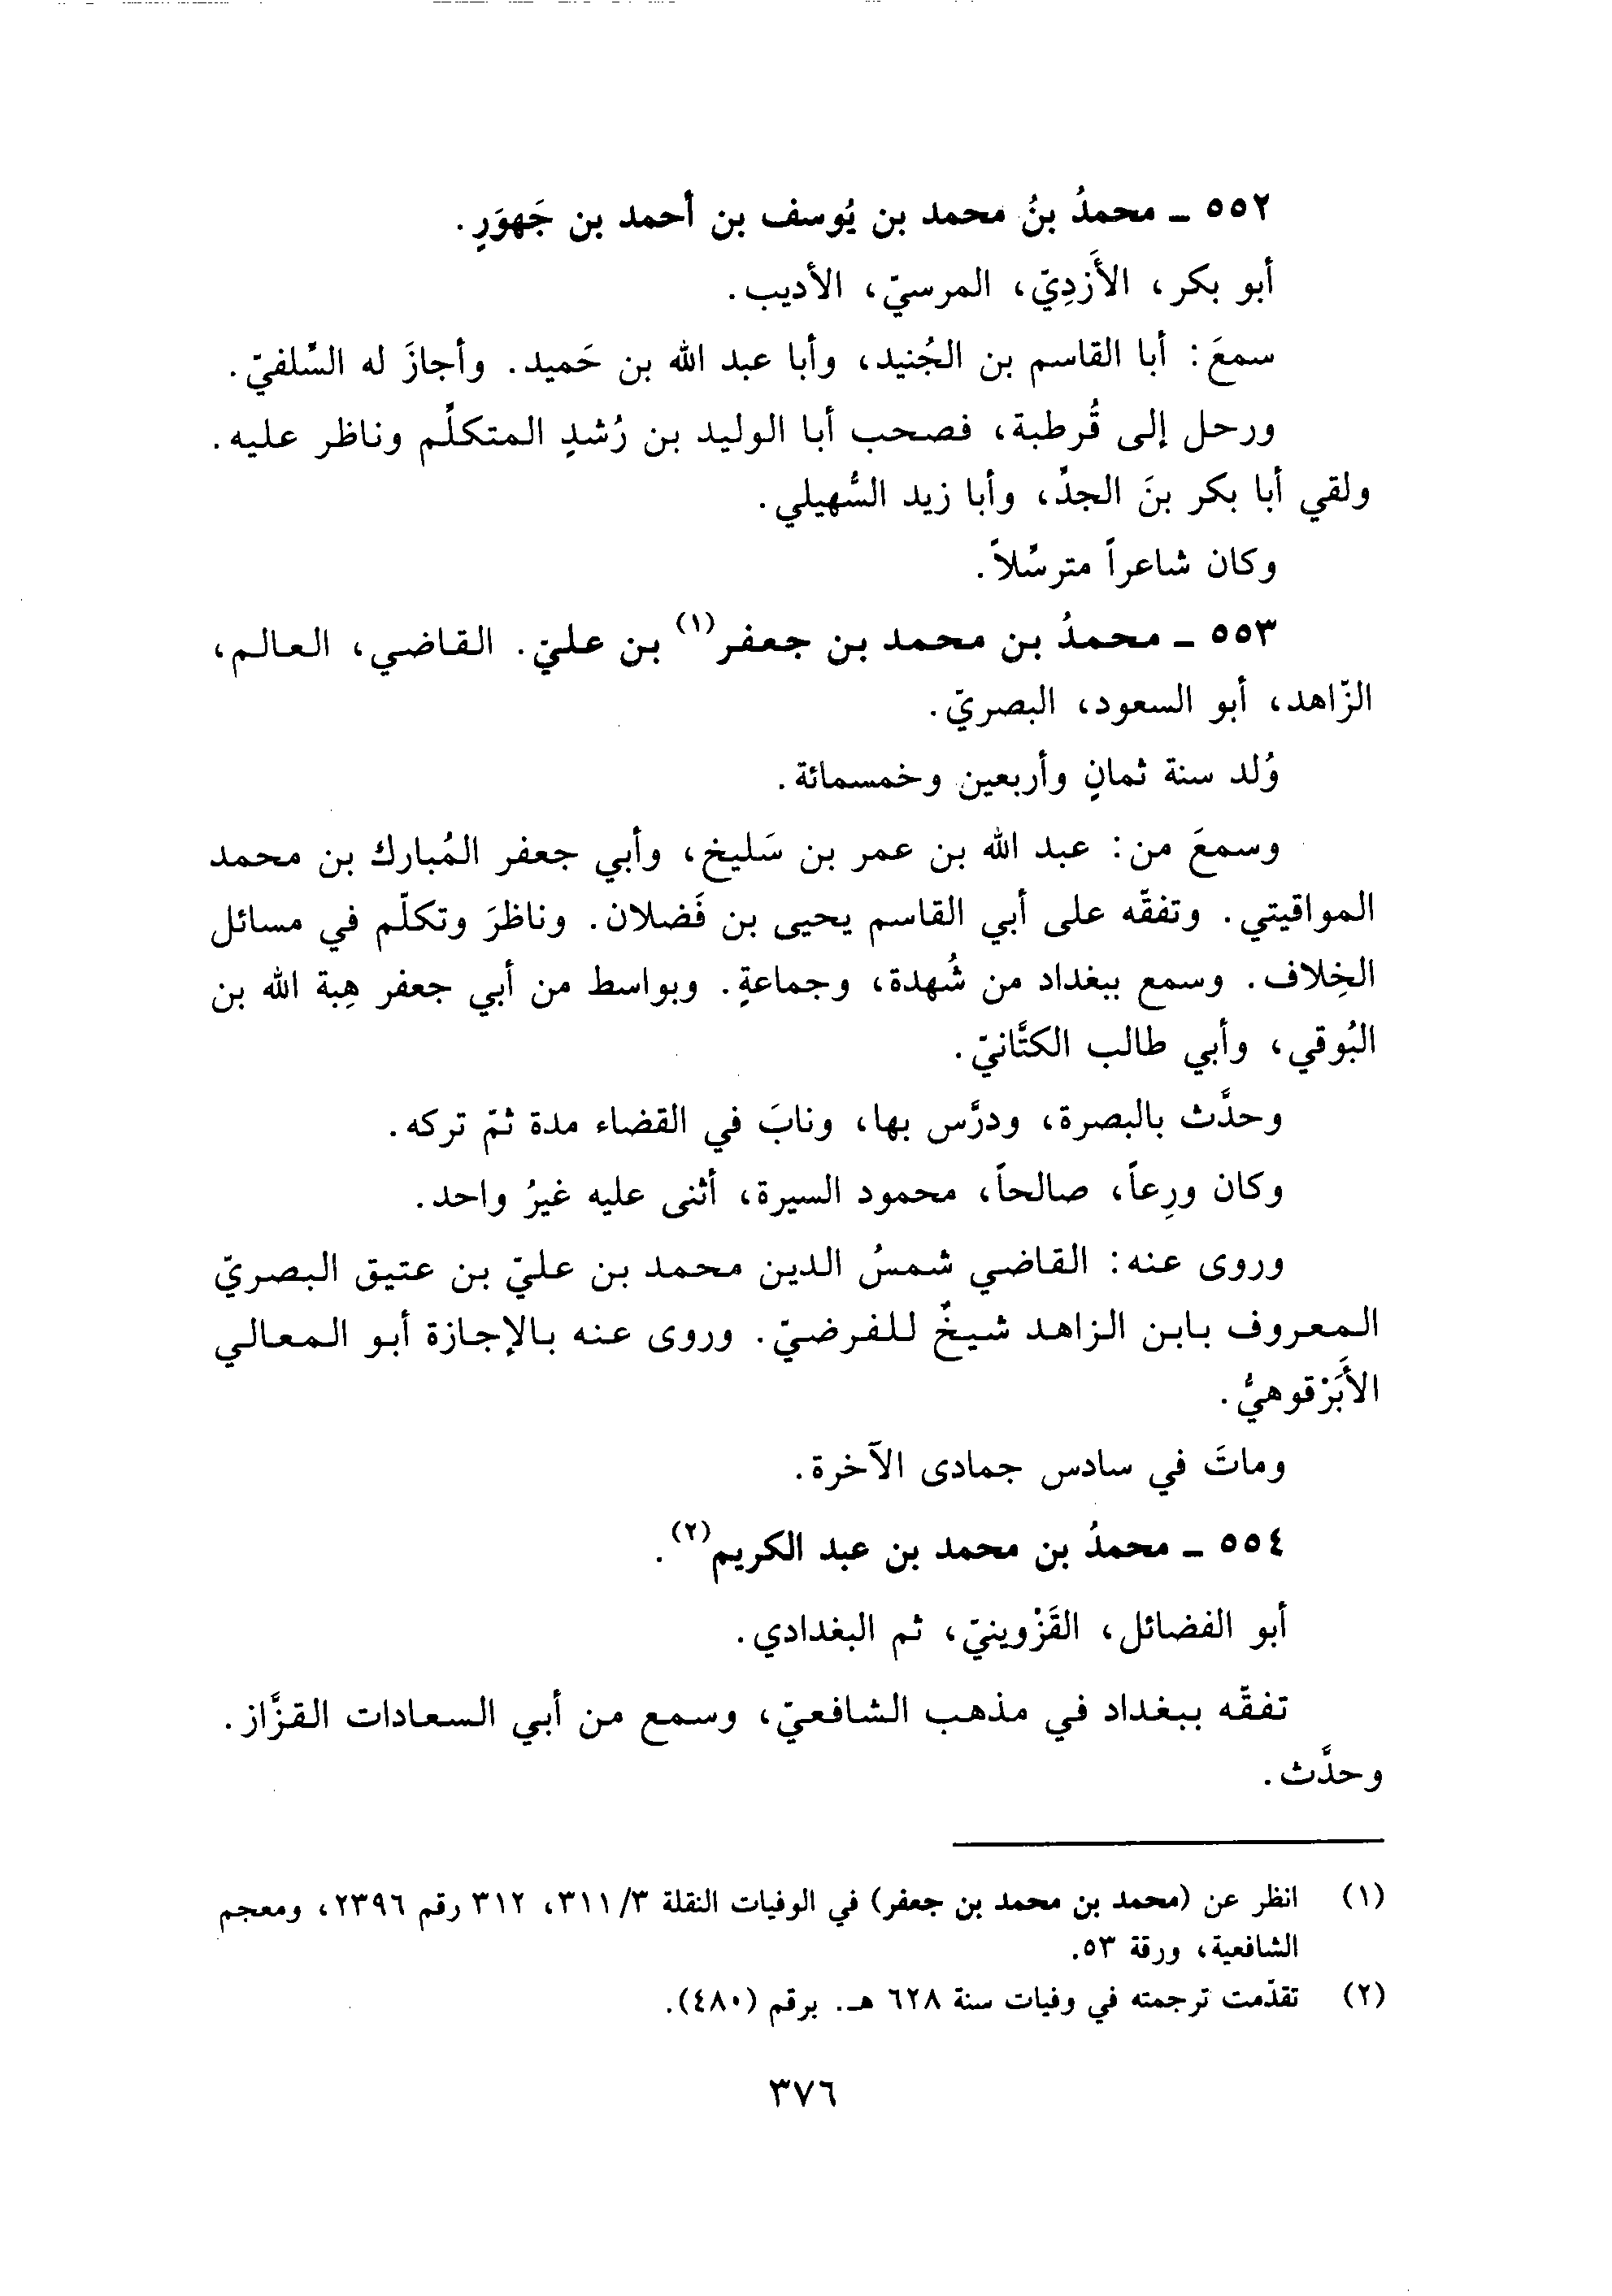 ٥٥٢ ـ محمدُ بنُ محمد بن يُوسف بن أحمد بن جَهوَرٍ.
أبو بكر، الأَزدِيّ، المرسيّ، الأديب.
سمعَ: أبا القاسم بن الجُنيد، وأبا عبد الله بن حَميد. وأجازَ له السِّلفيّ.
ورحل إلى قُرطبة، فصحب أبا الوليد بن رُشدٍ المتكلِّم وناظر عليه.
ولقي أبا بكر بنَ الجدِّ، وأبا زيد السُّهيلي.
وكان شاعراً مترسِّلاً.
٥٥٣ ـ محمدُ بن محمد بن جعفر(١) بن عليّ. القاضي، العالم،
الزّاهد، أبو السعود، البصريّ.
وُلد سنة ثمانٍ وأربعين وخمسمائة.
وسمعَ من: عبد الله بن عمر بن سَليخ، وأبي جعفر المُبارك بن محمد
المواقيتي. وتفقّه على أبي القاسم يحيى بن فَضلان. وناظرَ وتكلّم في مسائل
الخِلاف. وسمع ببغداد من شُهدة، وجماعةٍ. وبواسط من أبي جعفر هِبة الله بن
البُوقي، وأبي طالب الكتَّانيّ.
وحدَّث بالبصرة، ودرَّس بها، ونابَ في القضاء مدة ثمّ تركه.
وكان ورِعاً، صالحاً، محمود السيرة، أثنى عليه غيرُ واحد.
وروى عنه: القاضي شمسُ الدين محمد بن عليّ بن عتيق البصريّ
المعروف بابن الزاهد شيخٌ للفرضيّ. وروى عنه بالإجازة أبو المعالي
الأَبَرْقوهيُّ.
وماتَ في سادس جمادى الآخرة.
٥٥٤ ـ محمدُ بن محمد بن عبد الكريم(٢).
أبو الفضائل، القَزْوينيّ، ثم البغدادي.
تفقّه ببغداد في مذهب الشافعيّ، وسمع من أبي السعادات القزَّاز.
وحدَّث.
(١) انظر عن (محمد بن محمد بن جعفر) في الوفيات النقلة ٣/ ٣١١، ٣١٢ رقم ٢٣٩٦، ومعجم
الشافعية، ورقة ٥٣.
(٢) تقدّمت ترجمته في وفيات سنة ٦٢٨ هـ. برقم (٤٨٠).
٣٧٦